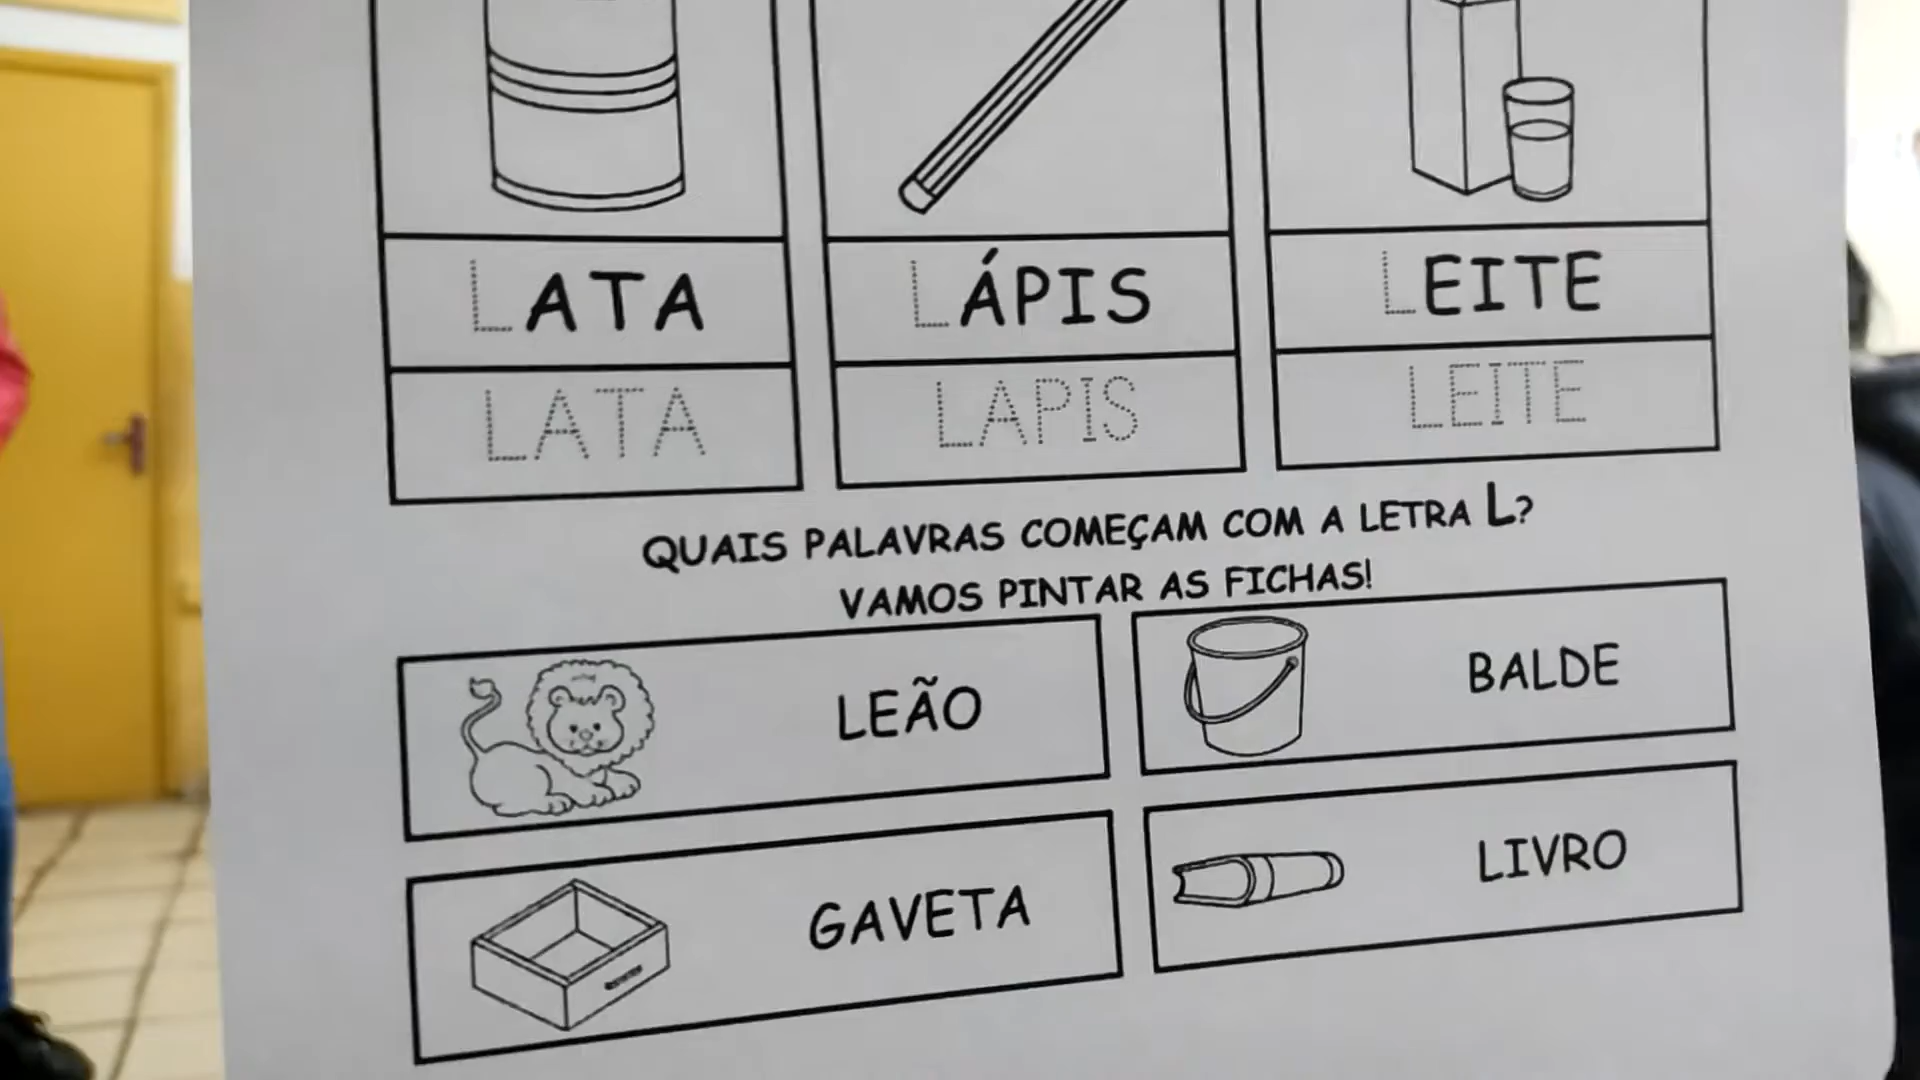 LATA
LÁPIS
LEITE
LATA
LAPIS
LEITE
QUAIS PALAVRAS COMEÇAM COM A LETRA L?
VAMOS PINTAR AS FICHAS!
LEÃO
BALDE
GAVETA
LIVRO